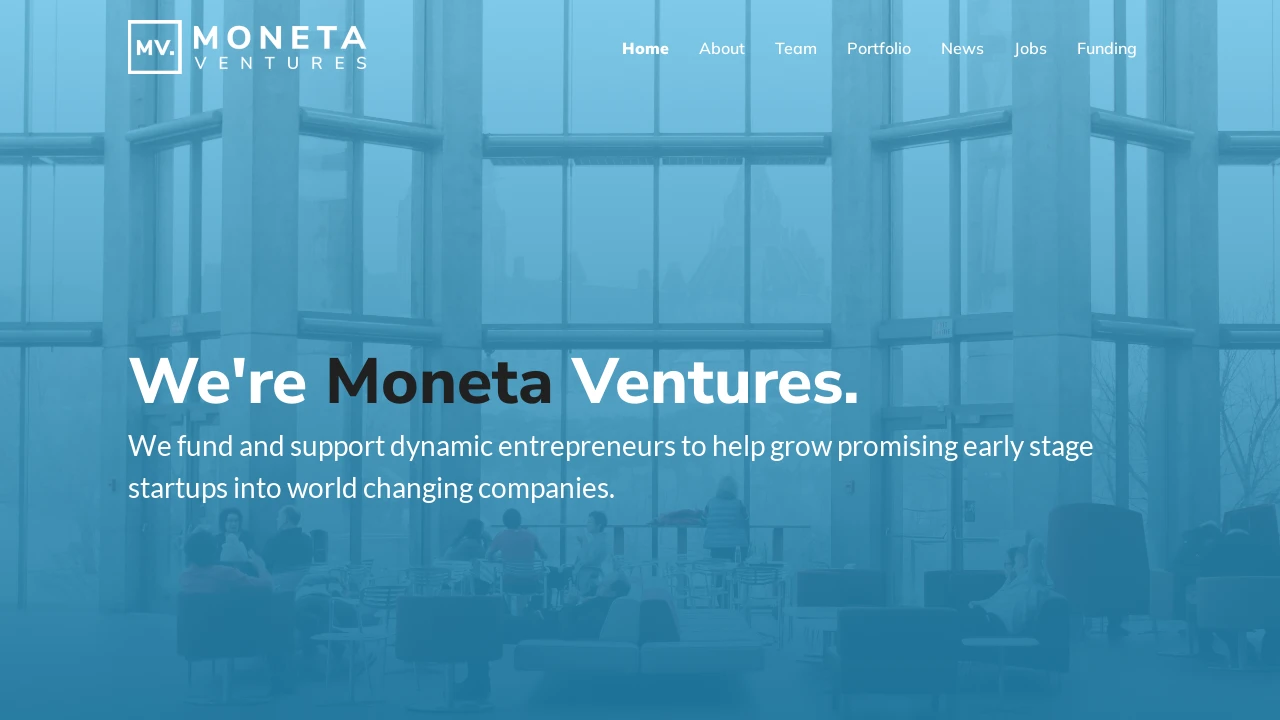 MV.
MONETA
VENTURES
Home About Team Portfolio News Jobs Funding
We're Moneta Ventures.
We fund and support dynamic entrepreneurs to help grow promising early stage
startups into world changing companies.